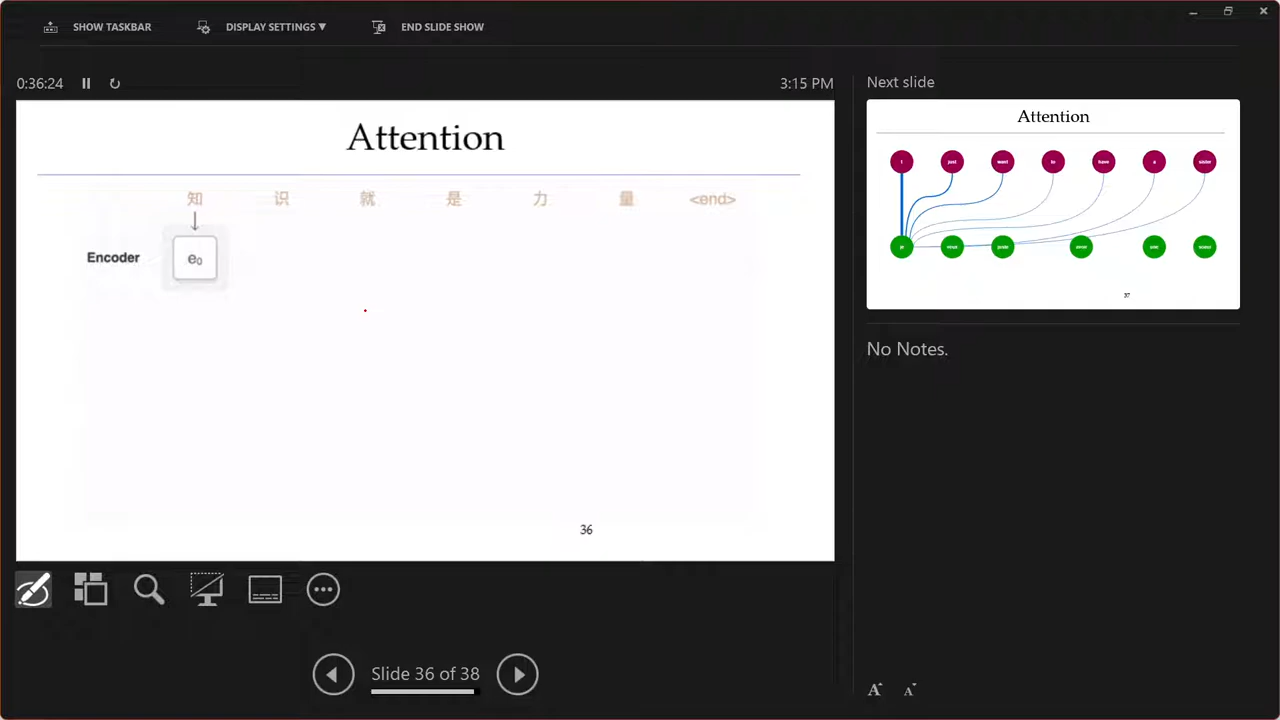 SHOW TASKBAR
DISPLAY SETTINGS ▼
END SLIDE SHOW
0:36:24
3:15 PM
Next slide
Attention
知 识 就 是 力 量 <end>
Encoder
e₀
36
Attention
I just want to have a sister
je une
37
No Notes.
Slide 36 of 38
A A